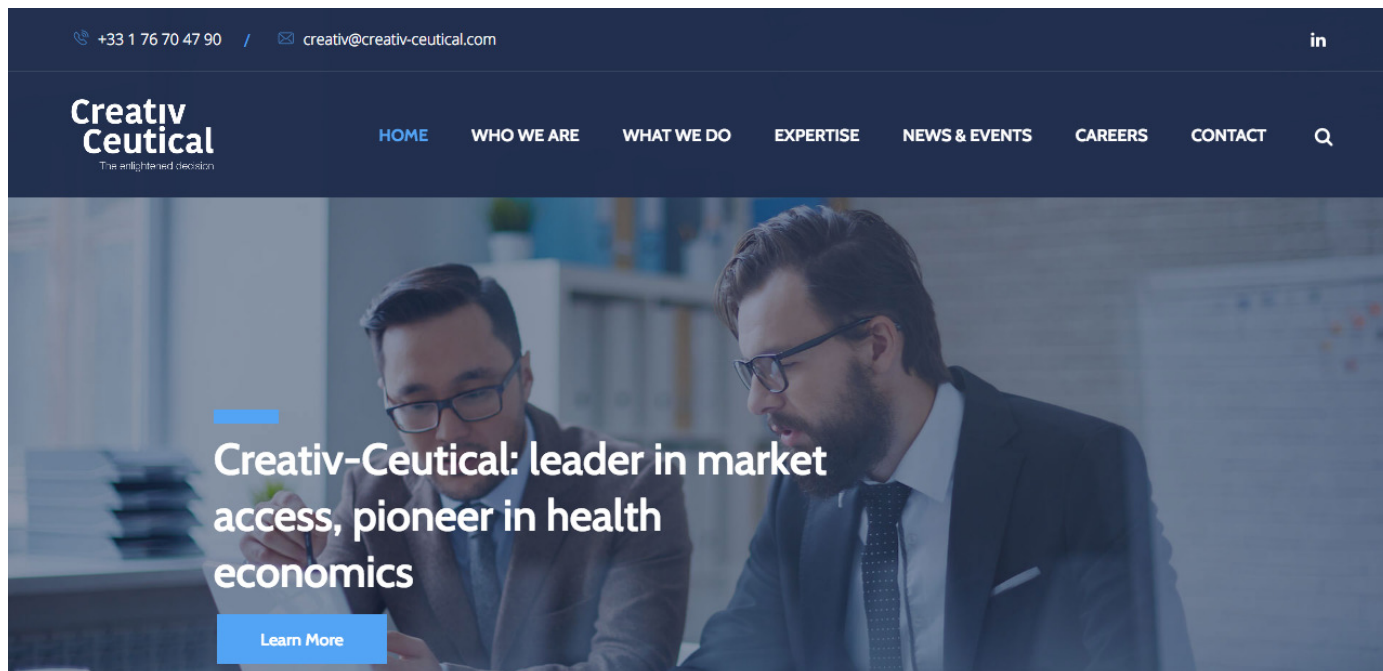 +33 1 76 70 47 90 / creativ@creativ-ceutical.com in
Creativ
Ceutical
The enlightened decision
HOME WHO WE ARE WHAT WE DO EXPERTISE NEWS & EVENTS CAREERS CONTACT
Creativ-Ceutical: leader in market
access, pioneer in health
economics
Learn More